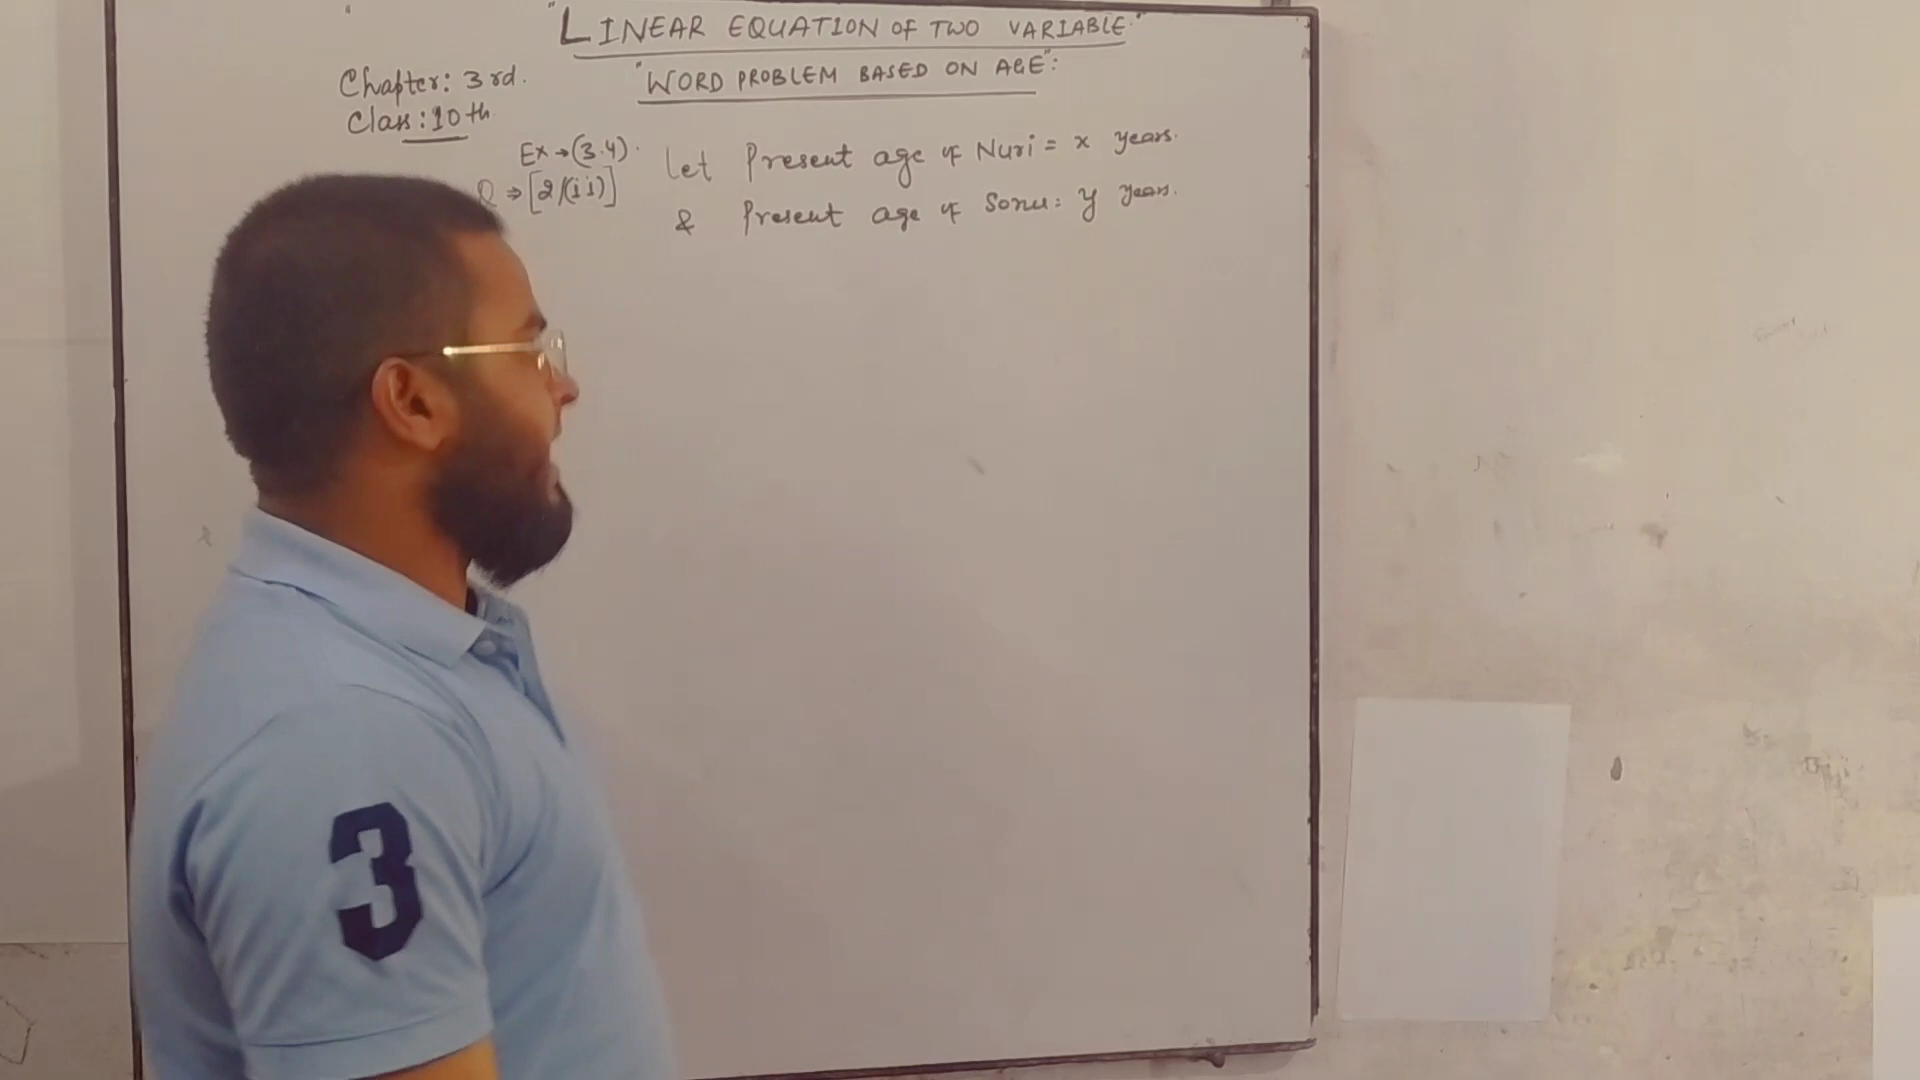 "LINEAR EQUATION OF TWO VARIABLE."
"WORD PROBLEM BASED ON AGE":
Chapter: 3rd.
Class: 10th
Ex → (3.4).
Q ⇒ [2/(ii)]
Let Present age of Nuri = x years.
& Present age of Sonu = y years.
3